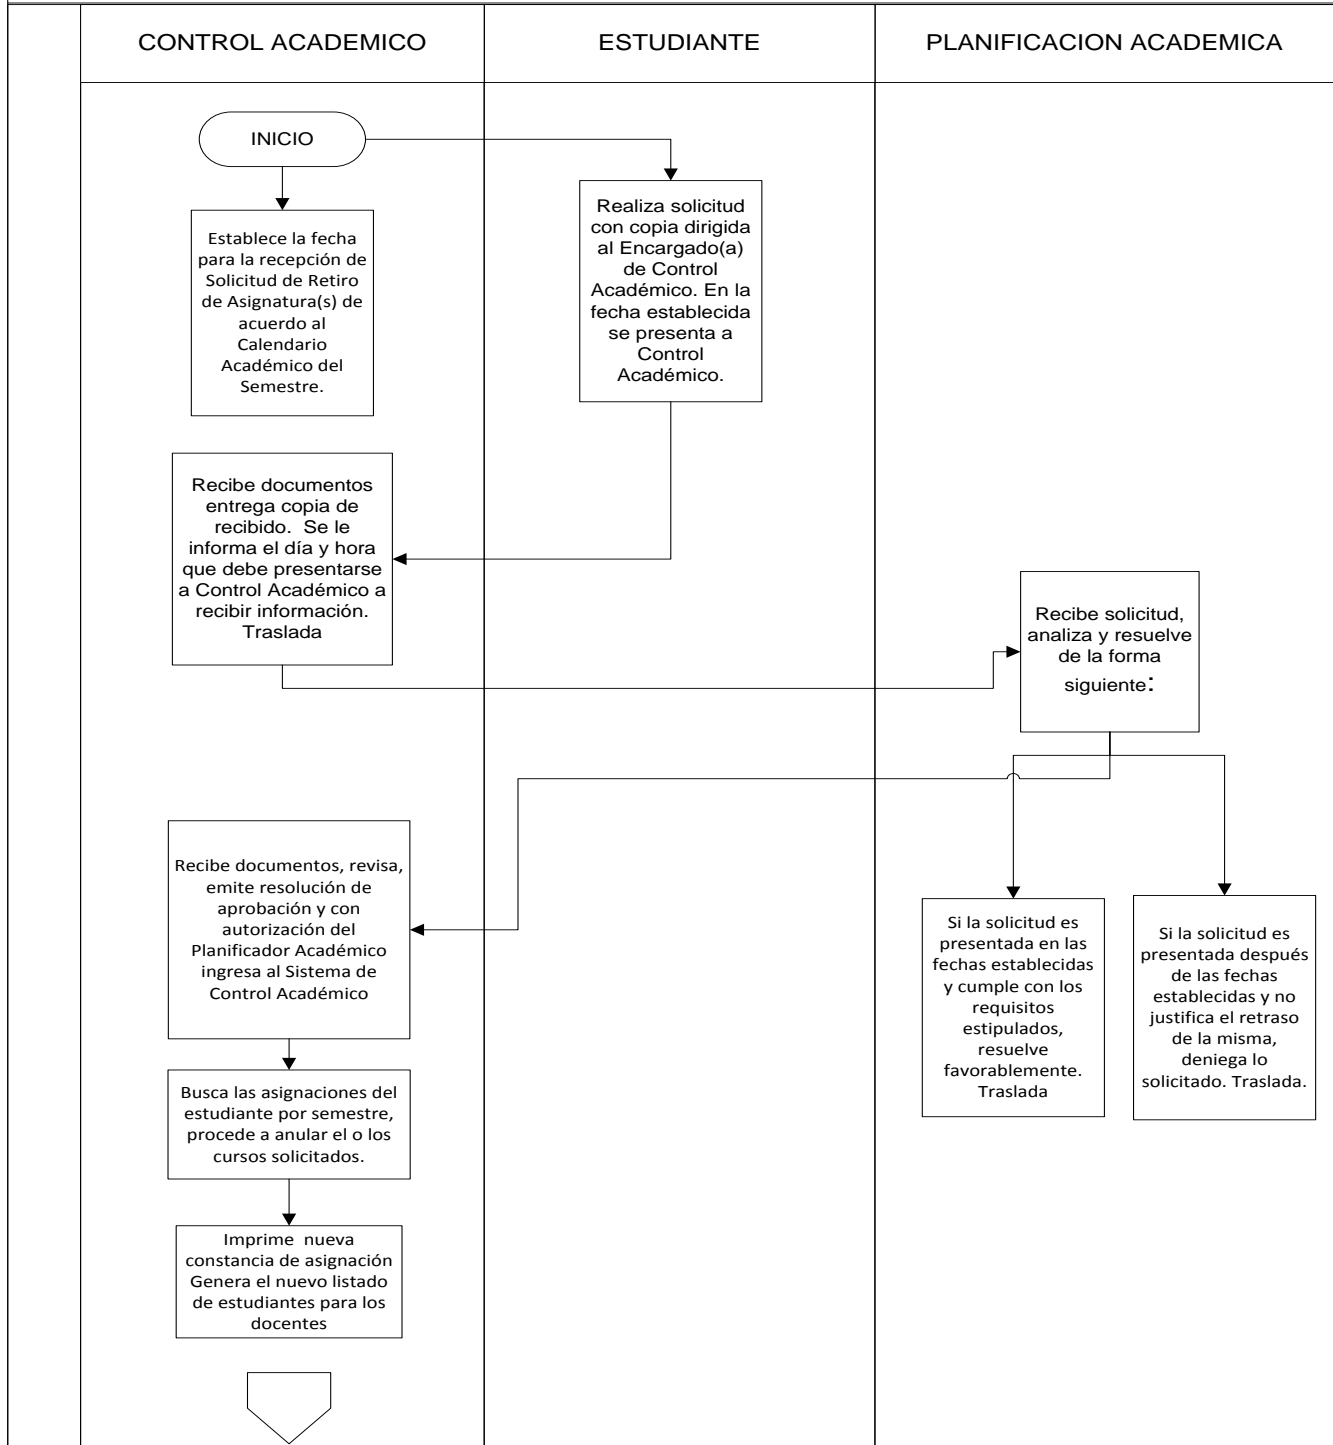 CONTROL ACADEMICO
ESTUDIANTE
PLANIFICACION ACADEMICA
INICIO
Establece la fecha
para la recepción de
Solicitud de Retiro
de Asignatura(s) de
acuerdo al
Calendario
Académico del
Semestre.
Realiza solicitud
con copia dirigida
al Encargado(a)
de Control
Académico. En la
fecha establecida
se presenta a
Control
Académico.
Recibe documentos
entrega copia de
recibido.  Se le
informa el día y hora
que debe presentarse
a Control Académico a
recibir información.
Traslada
Recibe solicitud,
analiza y resuelve
de la forma
siguiente:
Recibe documentos, revisa,
emite resolución de
aprobación y con
autorización del
Planificador Académico
ingresa al Sistema de
Control Académico
Si la solicitud es
presentada en las
fechas establecidas
y cumple con los
requisitos
estipulados,
resuelve
favorablemente.
Traslada
Si la solicitud es
presentada después
de las fechas
establecidas y no
justifica el retraso
de la misma,
deniega lo
solicitado. Traslada.
Busca las asignaciones del
estudiante por semestre,
procede a anular el o los
cursos solicitados.
Imprime  nueva
constancia de asignación
Genera el nuevo listado
de estudiantes para los
docentes